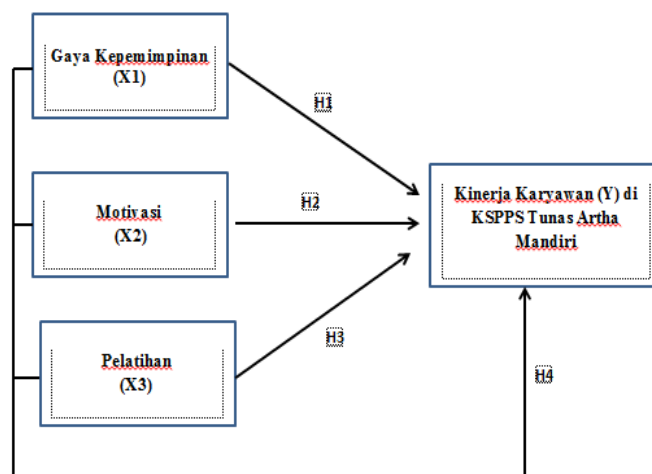 Gaya Kepemimpinan
(X1)
H1
Motivasi
(X2)
H2
Kinerja Karyawan (Y) di
KSPPS Tunas Artha
Mandiri
Pelatihan
(X3)
H3
H4